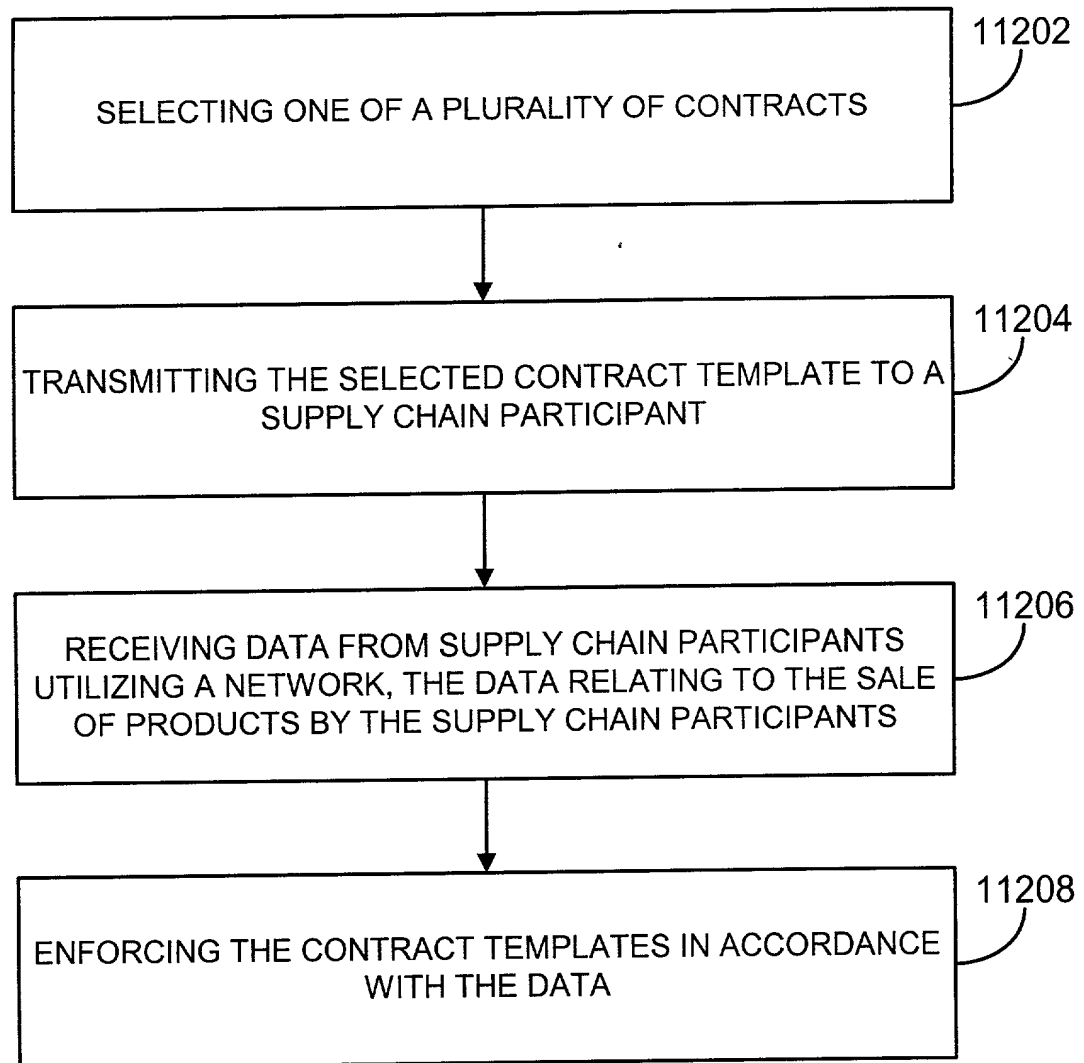 11202
SELECTING ONE OF A PLURALITY OF CONTRACTS
11204
TRANSMITTING THE SELECTED CONTRACT TEMPLATE TO A
SUPPLY CHAIN PARTICIPANT
11206
RECEIVING DATA FROM SUPPLY CHAIN PARTICIPANTS
UTILIZING A NETWORK, THE DATA RELATING TO THE SALE
OF PRODUCTS BY THE SUPPLY CHAIN PARTICIPANTS
11208
ENFORCING THE CONTRACT TEMPLATES IN ACCORDANCE
WITH THE DATA